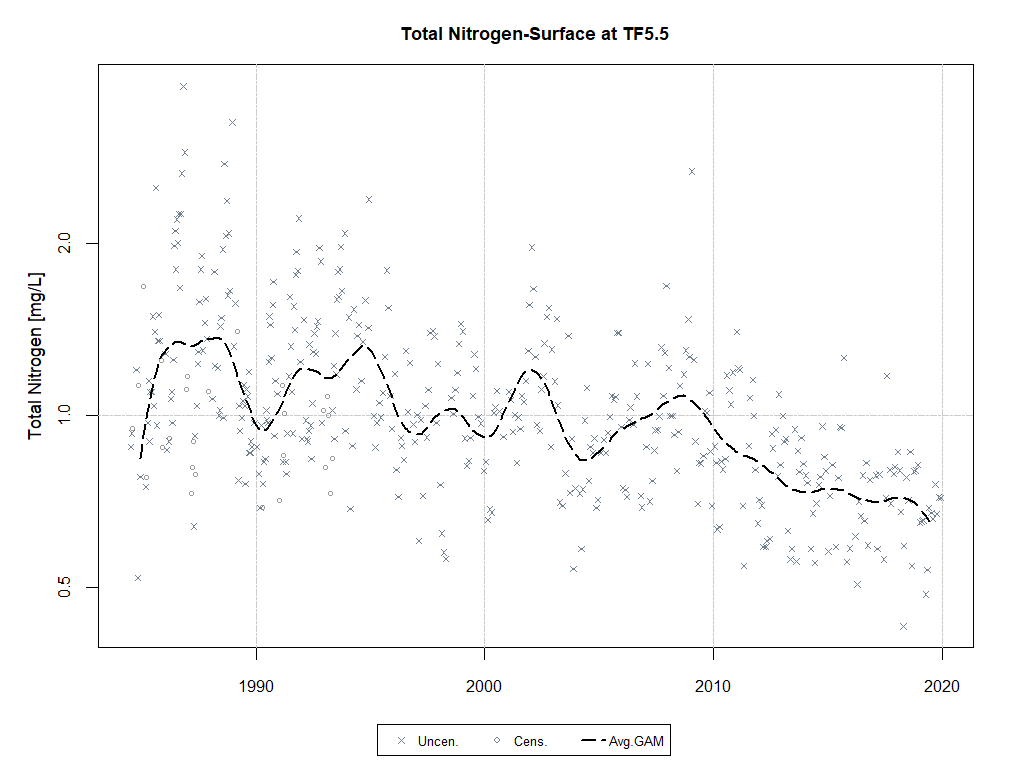 Total Nitrogen-Surface at TF5.5
Total Nitrogen [mg/L]
2.0
1.0
0.5
1990 2000 2010 2020
Uncen. Cens. Avg.GAM